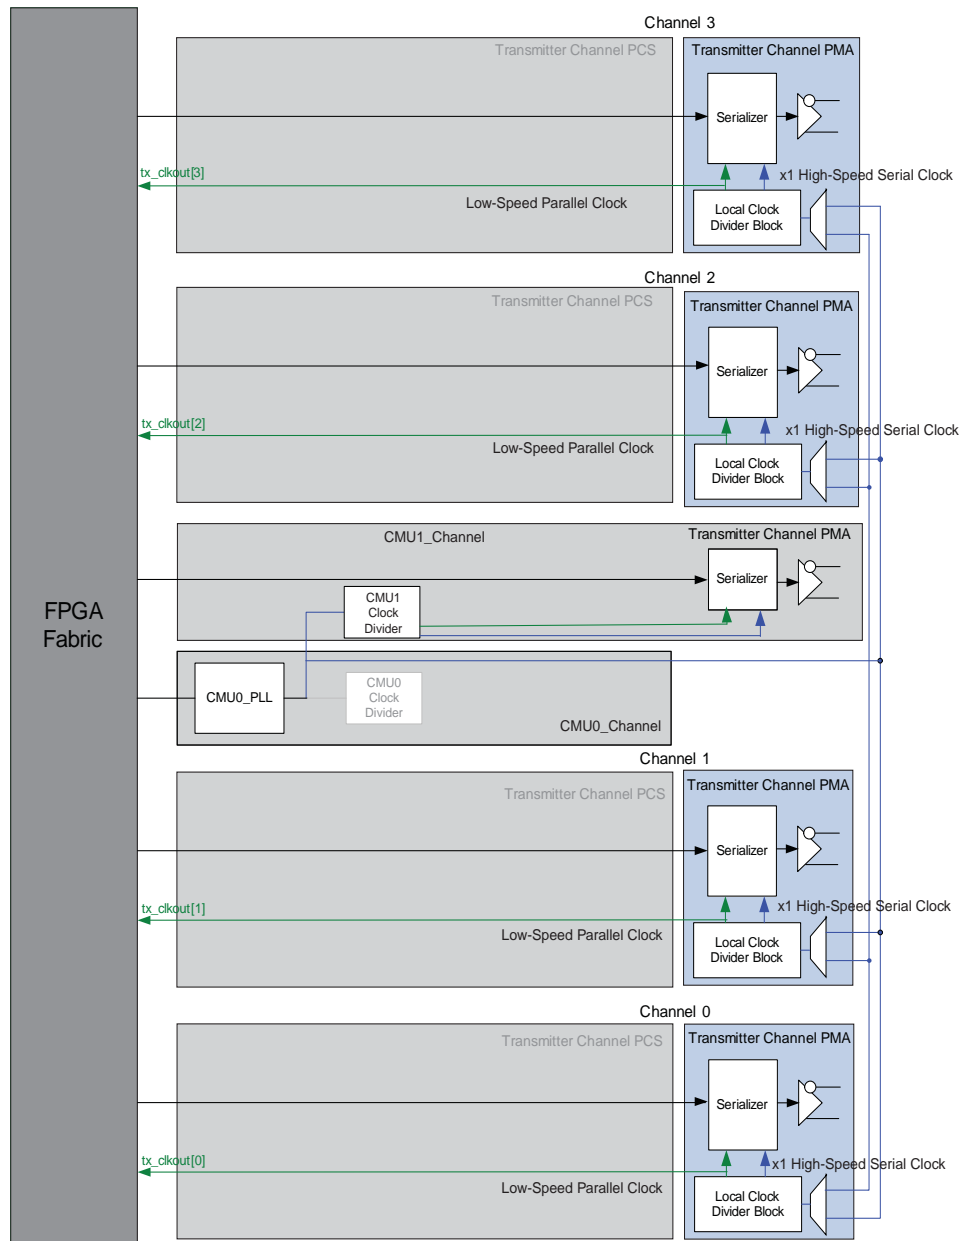 Channel 3
Transmitter Channel PCS
Transmitter Channel PMA
Serializer
tx_clkout[3]
x1 High-Speed Serial Clock
Low-Speed Parallel Clock
Local Clock
Divider Block
Channel 2
Transmitter Channel PCS
Transmitter Channel PMA
Serializer
tx_clkout[2]
x1 High-Speed Serial Clock
Low-Speed Parallel Clock
Local Clock
Divider Block
CMU1_Channel
Transmitter Channel PMA
Serializer
CMU1
Clock
Divider
FPGA
Fabric
CMU0_PLL
CMU0
Clock
Divider
CMU0_Channel
Channel 1
Transmitter Channel PCS
Transmitter Channel PMA
Serializer
tx_clkout[1]
x1 High-Speed Serial Clock
Low-Speed Parallel Clock
Local Clock
Divider Block
Channel 0
Transmitter Channel PCS
Transmitter Channel PMA
Serializer
tx_clkout[0]
x1 High-Speed Serial Clock
Low-Speed Parallel Clock
Local Clock
Divider Block